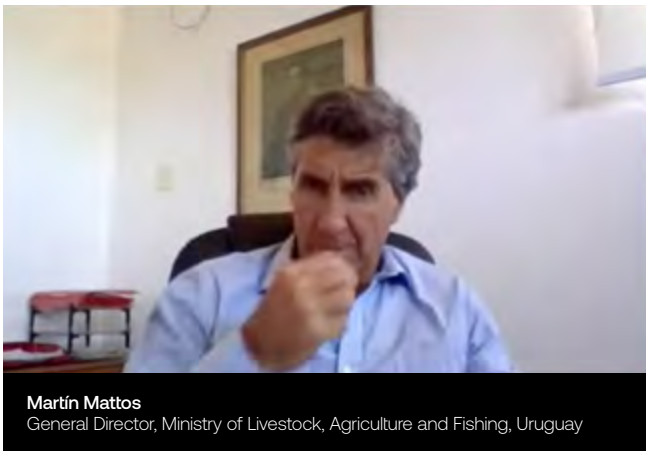 Martín Mattos
General Director, Ministry of Livestock, Agriculture and Fishing, Uruguay